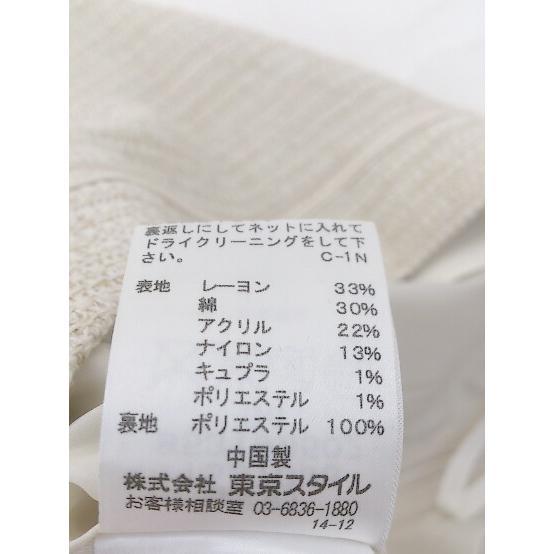 裏返しにしてネットに入れて
ドライクリーニングをして下
さい。 C-1N
表地 レーヨン 33%
綿 30%
アクリル 22%
ナイロン 13%
キュプラ 1%
ポリエステル 1%
裏地 ポリエステル 100%
中国製
株式会社 東京スタイル
お客様相談室 03-6836-1880
14-12